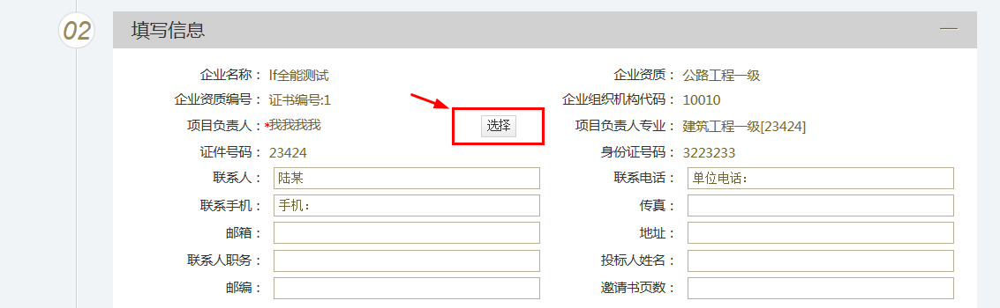 02 填写信息
企业名称： lf全能测试 企业资质： 公路工程一级
企业资质编号： 证书编号:1 企业组织机构代码： 10010
项目负责人：*我我我我 选择 项目负责人专业： 建筑工程一级[23424]
证件号码： 23424 身份证号码： 3223233
联系人： 陆某 联系电话： 单位电话：
联系手机： 手机： 传真：
邮箱： 地址：
联系人职务： 投标人姓名：
邮编： 邀请书页数：